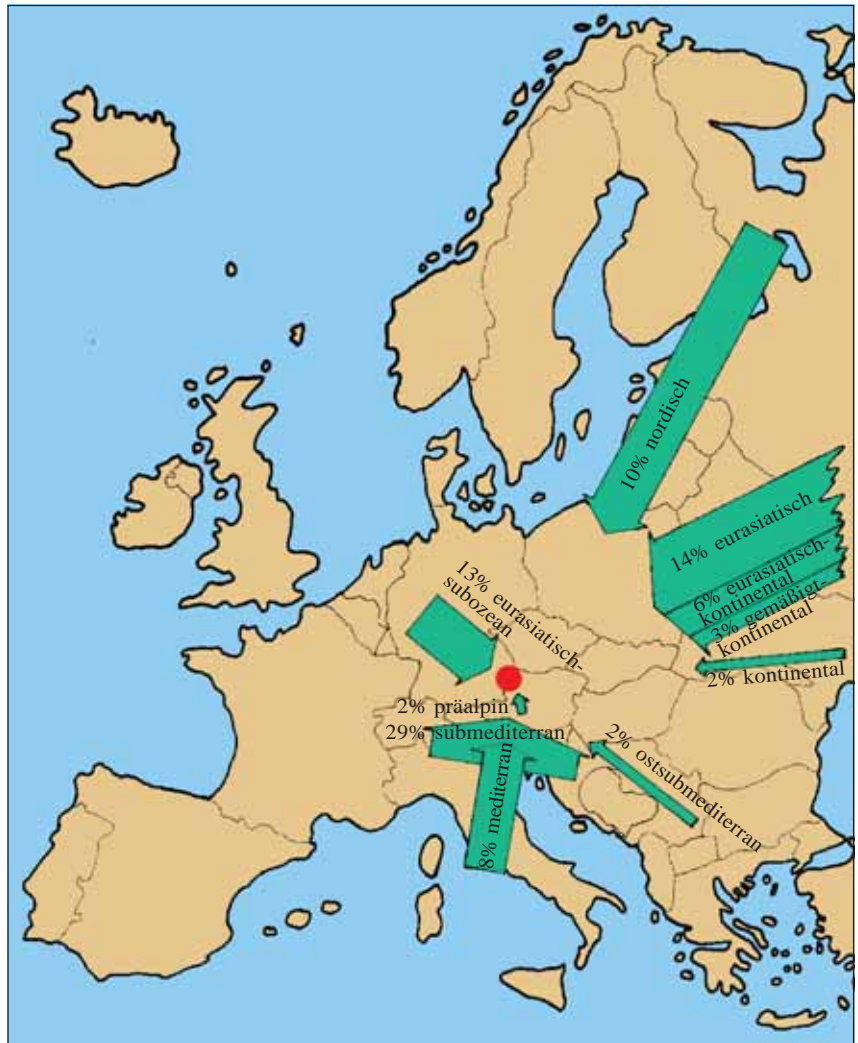 10% nordisch
14% eurasiatisch
6% eurasiatisch-
kontinental
3% gemäßigt-
kontinental
2% kontinental
13% eurasiatisch-
subozean
2% präalpin
29% submediterran
8% mediterran
2% ostsubmediterran